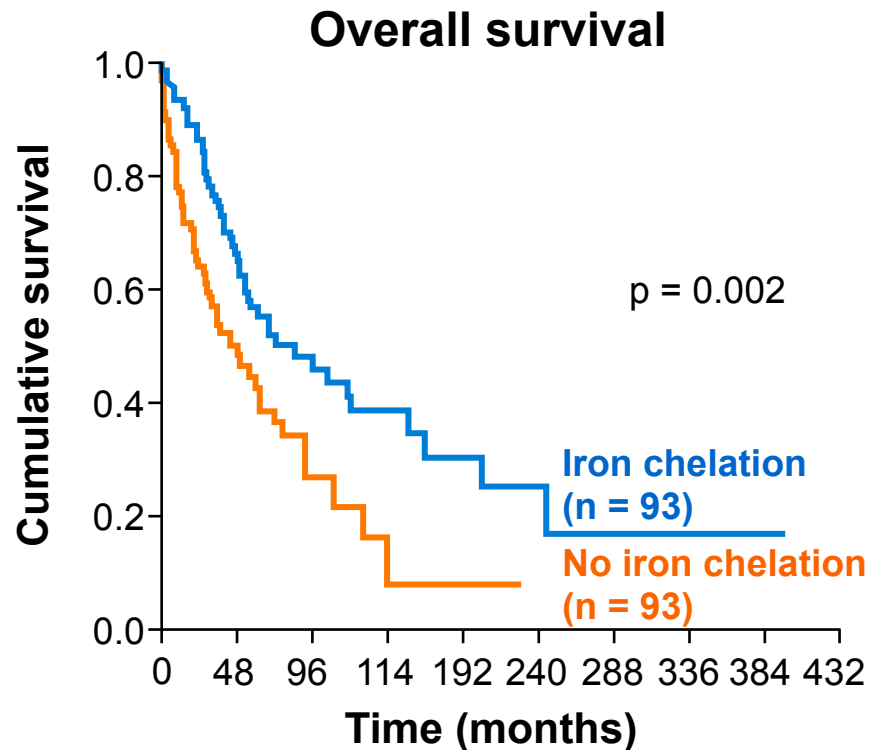 Overall survival
Cumulative survival
1.0
0.8
0.6
0.4
0.2
0.0
p = 0.002
Iron chelation
(n = 93)
No iron chelation
(n = 93)
0 48 96 114 192 240 288 336 384 432
Time (months)